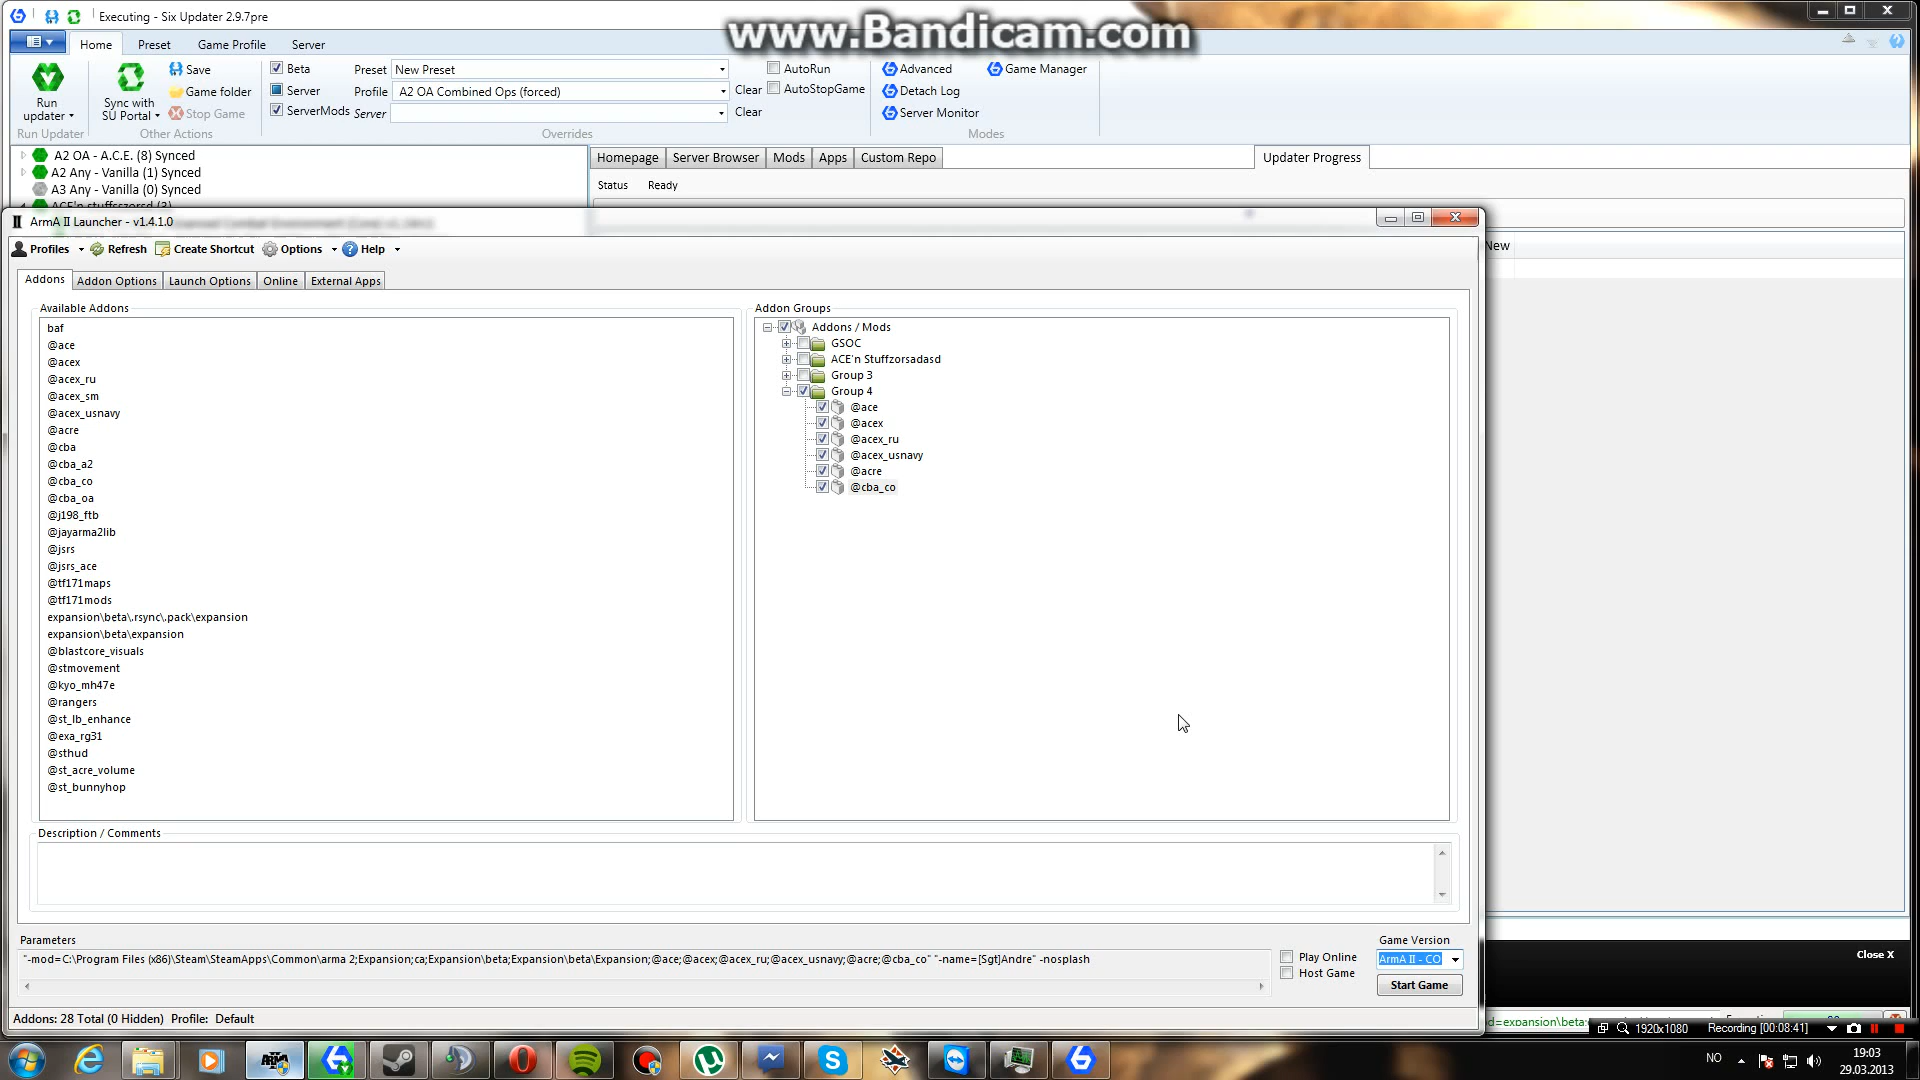 Executing - Six Updater 2.9.7pre
www.Bandicam.com
Home Preset Game Profile Server
Run updater
Run Updater
Sync with SU Portal
Save
Game folder
Stop Game
Other Actions
Beta
Server
ServerMods
Preset New Preset
Profile A2 OA Combined Ops (forced) Clear
Server Clear
Overrides
AutoRun
AutoStopGame
Advanced Game Manager
Detach Log
Server Monitor
Modes
A2 OA - A.C.E. (8) Synced
A2 Any - Vanilla (1) Synced
A3 Any - Vanilla (0) Synced
ACE'n stuffszorsd (3)
Homepage Server Browser Mods Apps Custom Repo Updater Progress
Status Ready
New
ArmA II Launcher - v1.4.1.0
Profiles Refresh Create Shortcut Options Help
Addons Addon Options Launch Options Online External Apps
Available Addons
baf
@ace
@acex
@acex_ru
@acex_sm
@acex_usnavy
@acre
@cba
@cba_a2
@cba_co
@cba_oa
@j198_ftb
@jayarma2lib
@jsrs
@jsrs_ace
@tf171maps
@tf171mods
expansion\beta\.rsync\.pack\expansion
expansion\beta\expansion
@blastcore_visuals
@stmovement
@kyo_mh47e
@rangers
@st_lb_enhance
@exa_rg31
@sthud
@st_acre_volume
@st_bunnyhop
Addon Groups
Addons / Mods
GSOC
ACE'n Stuffzorsadasd
Group 3
Group 4
@ace
@acex
@acex_ru
@acex_usnavy
@acre
@cba_co
Description / Comments
Parameters
"-mod=C:\Program Files (x86)\Steam\SteamApps\Common\arma 2;Expansion;ca;Expansion\beta;Expansion\beta\Expansion;@ace;@acex;@acex_ru;@acex_usnavy;@acre;@cba_co" "-name=[Sgt]Andre" -nosplash
Play Online
Host Game
Game Version
ArmA II - CO
Start Game
Addons: 28 Total (0 Hidden) Profile: Default
Close X
od=expansion\beta
1920x1080 Recording [00:08:41]
NO
19:03
29.03.2013